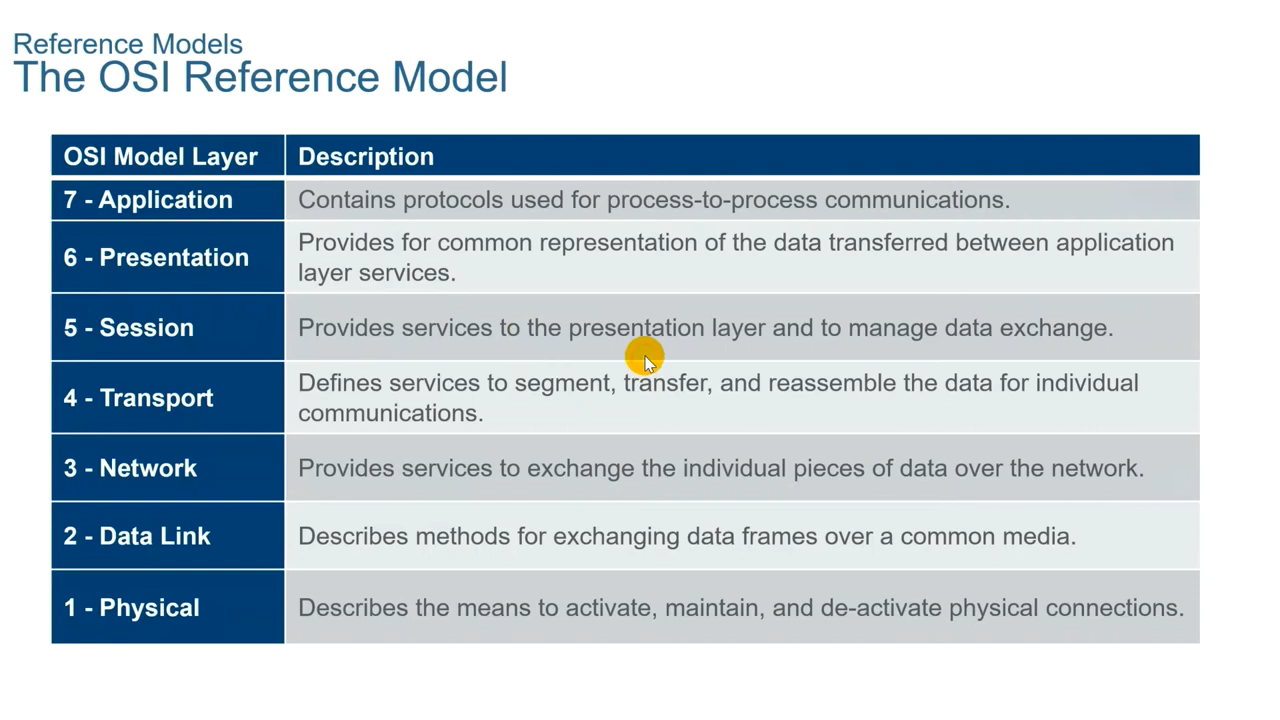 Reference Models
The OSI Reference Model
OSI Model Layer
Description
7 - Application
Contains protocols used for process-to-process communications.
6 - Presentation
Provides for common representation of the data transferred between application
layer services.
5 - Session
Provides services to the presentation layer and to manage data exchange.
4 - Transport
Defines services to segment, transfer, and reassemble the data for individual
communications.
3 - Network
Provides services to exchange the individual pieces of data over the network.
2 - Data Link
Describes methods for exchanging data frames over a common media.
1 - Physical
Describes the means to activate, maintain, and de-activate physical connections.